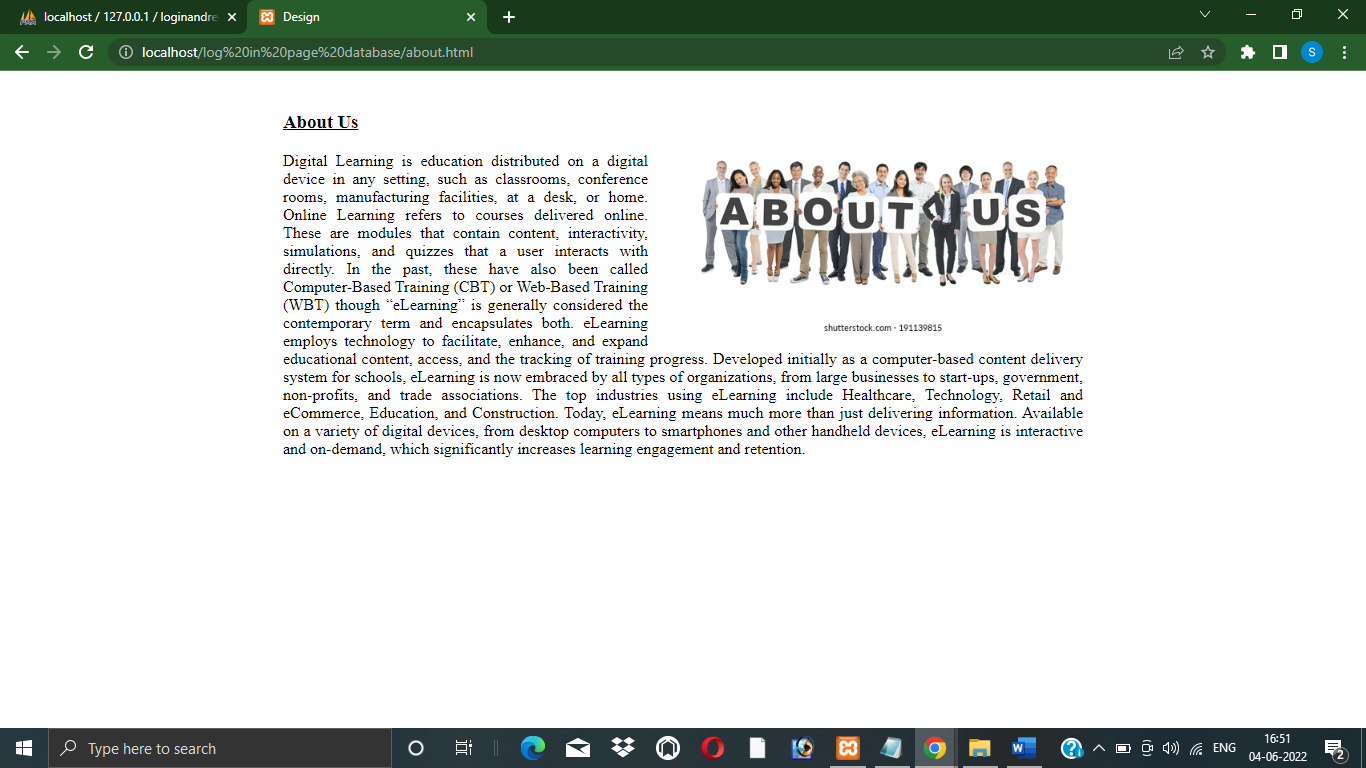 localhost / 127.0.0.1 / loginandre
Design
localhost/log%20in%20page%20database/about.html
S
About Us
Digital Learning is education distributed on a digital
device in any setting, such as classrooms, conference
rooms, manufacturing facilities, at a desk, or home.
Online Learning refers to courses delivered online.
These are modules that contain content, interactivity,
simulations, and quizzes that a user interacts with
directly. In the past, these have also been called
Computer-Based Training (CBT) or Web-Based Training
(WBT) though “eLearning” is generally considered the
contemporary term and encapsulates both. eLearning
employs technology to facilitate, enhance, and expand
ABOUT US
shutterstock.com · 191139815
educational content, access, and the tracking of training progress. Developed initially as a computer-based content delivery
system for schools, eLearning is now embraced by all types of organizations, from large businesses to start-ups, government,
non-profits, and trade associations. The top industries using eLearning include Healthcare, Technology, Retail and
eCommerce, Education, and Construction. Today, eLearning means much more than just delivering information. Available
on a variety of digital devices, from desktop computers to smartphones and other handheld devices, eLearning is interactive
and on-demand, which significantly increases learning engagement and retention.
Type here to search
ENG
16:51
04-06-2022
2